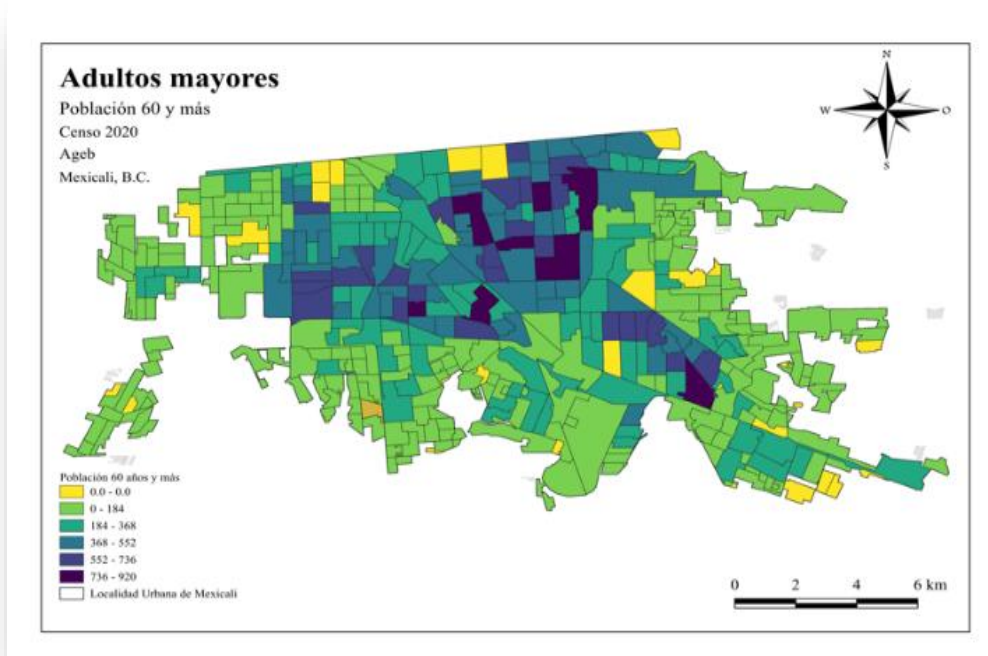 Adultos mayores
Población 60 y más
Censo 2020
Ageb
Mexicali, B.C.
N
W
O
S
Población 60 años y más
0.0 - 0.0
0 - 184
184 - 368
368 - 552
552 - 736
736 - 920
Localidad Urbana de Mexicali
0 2 4 6 km